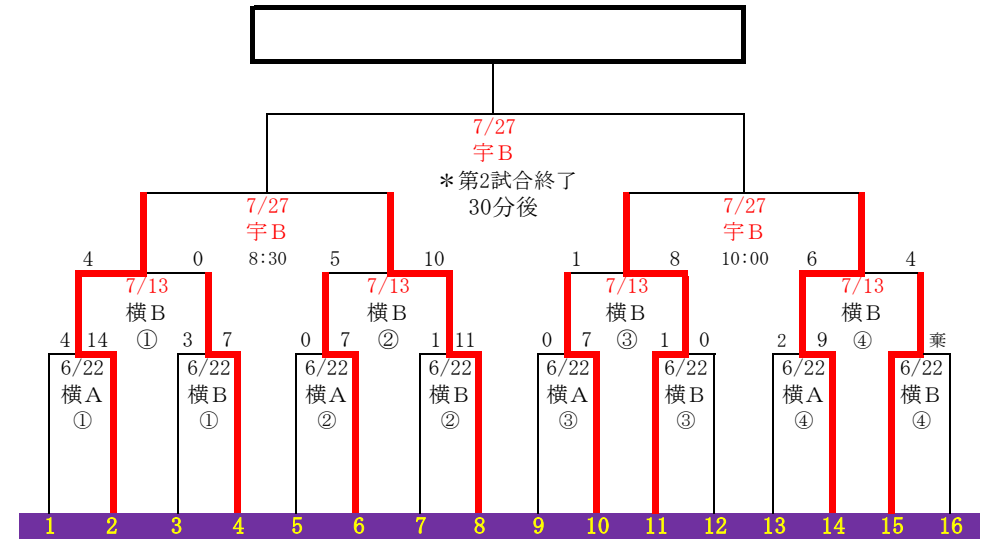 7/27
宇B
*第2試合終了
30分後
7/27 7/27
宇B 宇B
4 0 8:30 5 10 1 8 10:00 6 4
7/13 7/13 7/13 7/13
横B 横B 横B 横B
4 14 ① 3 7 0 7 ② 1 11 0 7 ③ 1 0 2 9 ④ 棄
6/22 6/22 6/22 6/22 6/22 6/22 6/22 6/22
横A 横B 横A 横B 横A 横B 横A 横B
① ① ② ② ③ ③ ④ ④
1 2 3 4 5 6 7 8 9 10 11 12 13 14 15 16